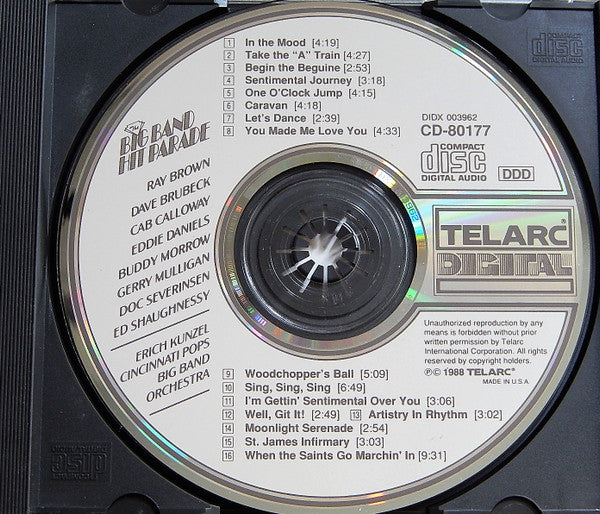 1 In the Mood [4:19]
2 Take the “A” Train [4:27]
3 Begin the Beguine [2:53]
4 Sentimental Journey [3:18]
5 One O'Clock Jump [4:15]
6 Caravan [4:18]
7 Let's Dance [2:39]
8 You Made Me Love You [4:33]
The
BIG BAND
HIT PARADE
RAY BROWN
DAVE BRUBECK
CAB CALLOWAY
EDDIE DANIELS
BUDDY MORROW
GERRY MULLIGAN
DOC SEVERINSEN
ED SHAUGHNESSY
ERICH KUNZEL
CINCINNATI POPS
BIG BAND
ORCHESTRA
DIDX 003962
CD-80177
COMPACT
disc
DIGITAL AUDIO
DDD
TELARC®
DIGITAL
Unauthorized reproduction by any
means is forbidden without prior
written permission by Telarc
International Corporation. All rights
reserved by copyright holders.
℗© 1988 TELARC®
MADE IN U.S.A.
9 Woodchopper's Ball [5:09]
10 Sing, Sing, Sing [6:49]
11 I'm Gettin' Sentimental Over You [3:06]
12 Well, Git It! [2:49] 13 Artistry in Rhythm [3:02]
14 Moonlight Serenade [2:54]
15 St. James Infirmary [3:03]
16 When the Saints Go Marchin' In [9:31]
COMPACT
disc
DIGITAL AUDIO